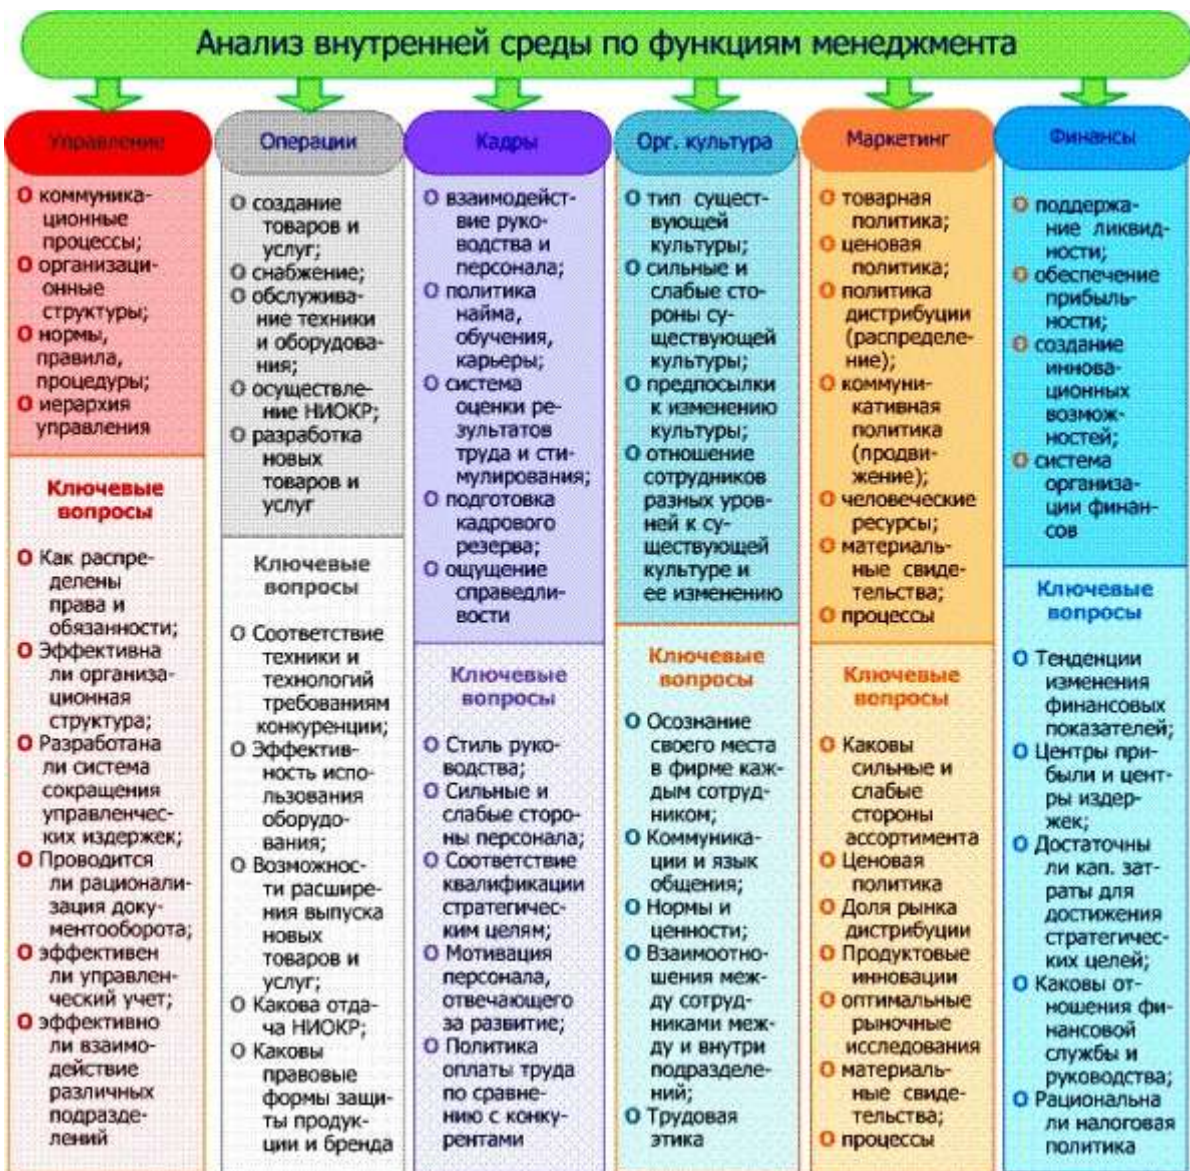 Анализ внутренней среды по функциям менеджмента
Управление
О коммуника-
ционные
процессы;
О организаци-
онные
структуры;
О нормы,
правила,
процедуры;
О иерархия
управления
Ключевые
вопросы
О Как распре-
делены
права и
обязанности;
О Эффективна
ли организа-
ционная
структура;
О Разработана
ли система
сокращения
управленчес-
ких издержек;
О Проводится
ли рационали-
зация доку-
ментооборота;
О эффективен
ли управлен-
ческий учет;
О эффективно
ли взаимо-
действие
различных
подразде-
лений
Операции
О создание
товаров и
услуг;
О снабжение;
О обслужива-
ние техники
и оборудова-
ния;
О осуществле-
ние НИОКР;
О разработка
новых
товаров и
услуг
Ключевые
вопросы
О Соответствие
техники и
технологий
требованиям
конкуренции;
О Эффектив-
ность испо-
льзования
оборудо-
вания;
О Возможнос-
ти расшире-
ния выпуска
новых
товаров и
услуг;
О Какова отда-
ча НИОКР;
О Каковы
правовые
формы защи-
ты продук-
ции и бренда
Кадры
О взаимодейст-
вие руко-
водства и
персонала;
О политика
найма,
обучения,
карьеры;
О система
оценки ре-
зультатов
труда и сти-
мулирования;
О подготовка
кадрового
резерва;
О ощущение
справедли-
вости
Ключевые
вопросы
О Стиль руко-
водства;
О Сильные и
слабые сторо-
ны персонала;
О Соответствие
квалификации
стратегичес-
ким целям;
О Мотивация
персонала,
отвечающего
за развитие;
О Политика
оплаты труда
по сравне-
нию с конку-
рентами
Орг. культура
О тип сущест-
вующей
культуры;
О сильные и
слабые сто-
роны су-
ществующей
культуры;
О предпосылки
к изменению
культуры;
О отношение
сотрудников
разных уров-
ней к су-
ществующей
культуре и
ее изменению
Ключевые
вопросы
О Осознание
своего места
в фирме каж-
дым сотруд-
ником;
О Коммуника-
ции и язык
общения;
О Нормы и
ценности;
О Взаимоотно-
шения меж-
ду сотруд-
никами меж-
ду и внутри
подразделе-
ний;
О Трудовая
этика
Маркетинг
О товарная
политика;
О ценовая
политика;
О политика
дистрибуции
(распределе-
ние);
О коммуни-
кативная
политика
(продви-
жение);
О человеческие
ресурсы;
О материаль-
ные свиде-
тельства;
О процессы
Ключевые
вопросы
О Каковы
сильные и
слабые
стороны
ассортимента
О Ценовая
политика
О Доля рынка
дистрибуции
О Продуктовые
инновации
О оптимальные
рыночные
исследования
О материаль-
ные свиде-
тельства;
О процессы
Финансы
О поддержа-
ние ликвид-
ности;
О обеспечение
прибыль-
ности;
О создание
иннова-
ционных
возмож-
ностей;
О система
организа-
ции финан-
сов
Ключевые
вопросы
О Тенденции
изменения
финансовых
показателей;
О Центры при-
были и цент-
ры издер-
жек;
О Достаточны
ли кап. зат-
раты для
достижения
стратегичес-
ких целей;
О Каковы от-
ношения фи-
нансовой
службы и
руководства;
О Рациональна
ли налоговая
политика